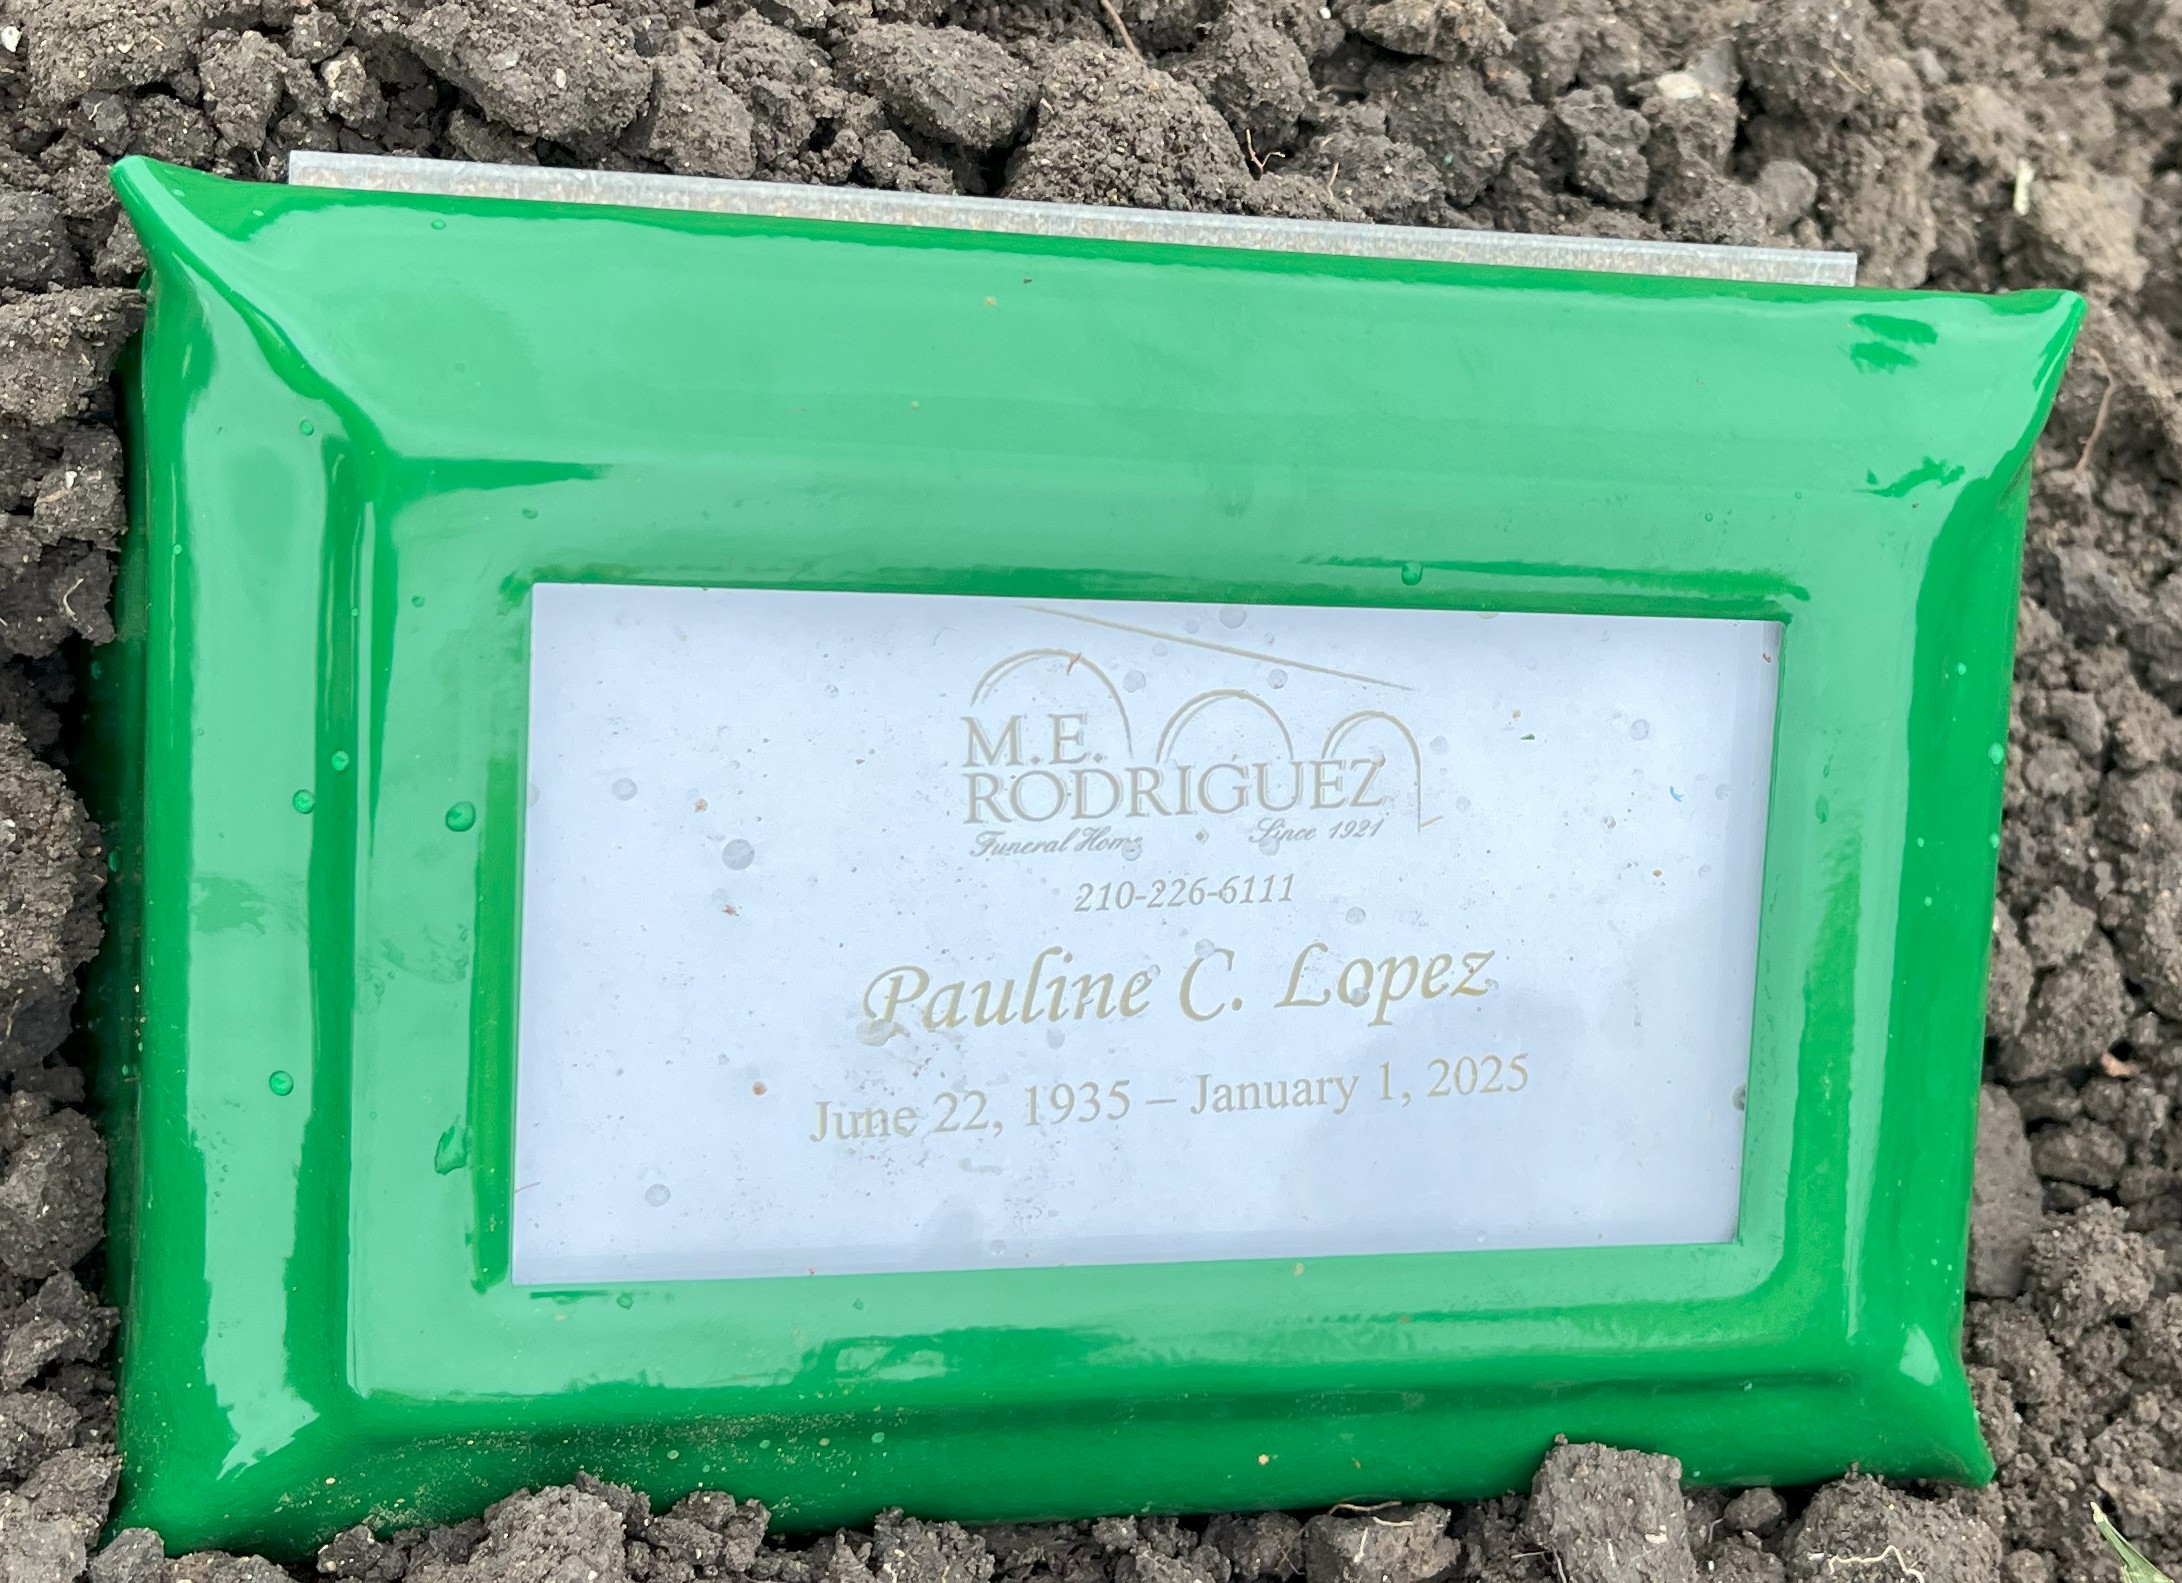 M.E.
RODRIGUEZ
Funeral Home Since 1921
210-226-6111
Pauline C. Lopez
June 22, 1935 – January 1, 2025